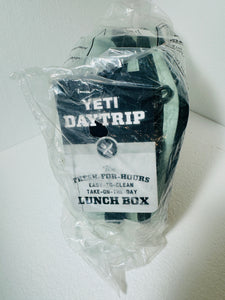 YETI
DAYTRIP
FRESH-FOR-HOURS
EASY-TO-CLEAN
TAKE-ON-THE-DAY
LUNCH BOX